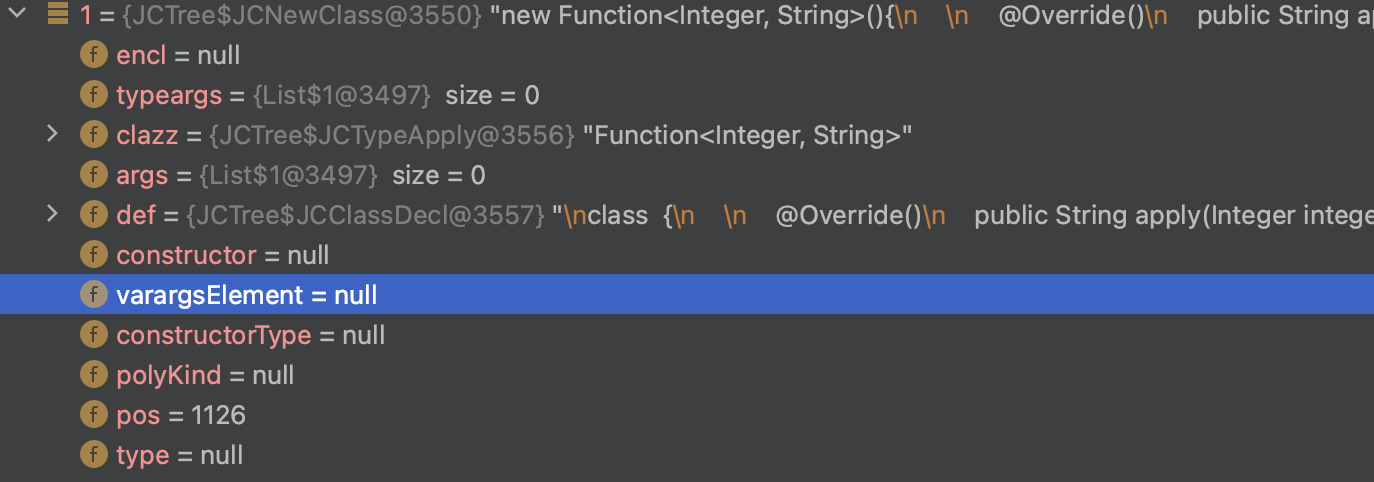 1 = {JCTree$JCNewClass@3550} "new Function<Integer, String>(){\n \n @Override()\n public String a
f encl = null
f typeargs = {List$1@3497} size = 0
f clazz = {JCTree$JCTypeApply@3556} "Function<Integer, String>"
f args = {List$1@3497} size = 0
f def = {JCTree$JCClassDecl@3557} "\nclass {\n \n @Override()\n public String apply(Integer intege
f constructor = null
f varargsElement = null
f constructorType = null
f polyKind = null
f pos = 1126
f type = null